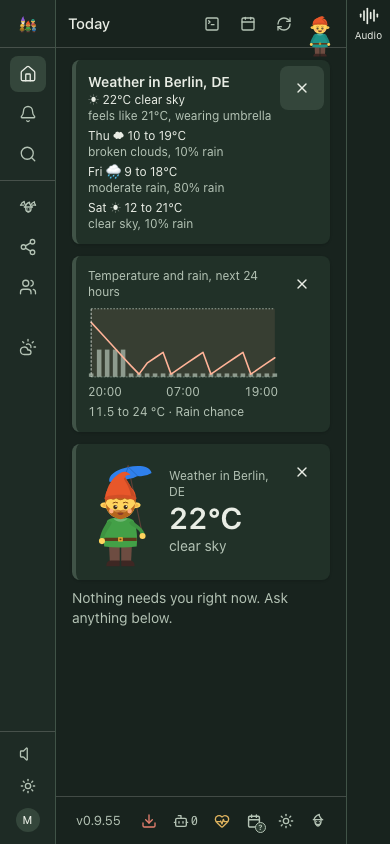 Today
Audio
Weather in Berlin, DE
22°C clear sky
feels like 21°C, wearing umbrella
Thu 10 to 19°C
broken clouds, 10% rain
Fri 9 to 18°C
moderate rain, 80% rain
Sat 12 to 21°C
clear sky, 10% rain
Temperature and rain, next 24
hours
20:00 07:00 19:00
11.5 to 24 °C · Rain chance
Weather in Berlin,
DE
22°C
clear sky
Nothing needs you right now. Ask
anything below.
M
v0.9.55
0
?